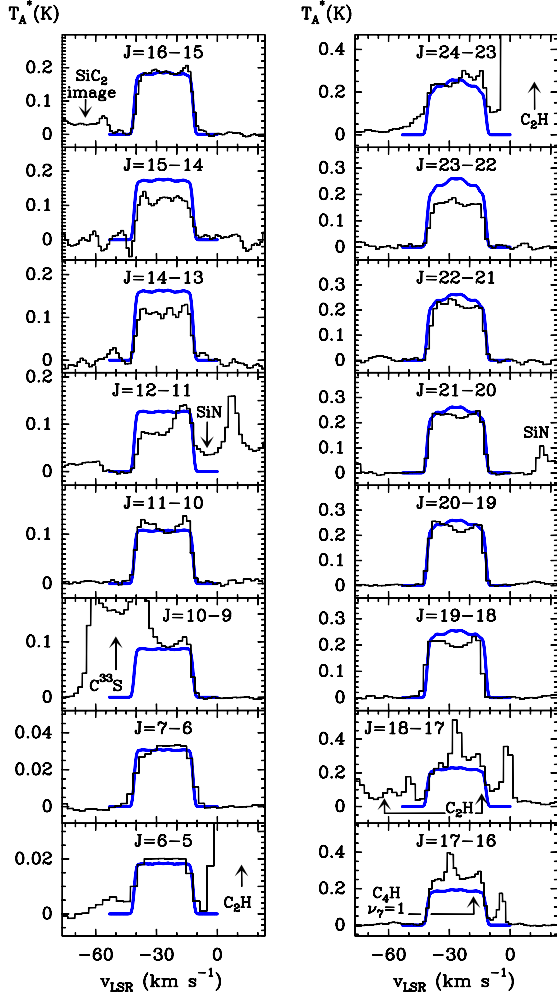 T_A*(K) T_A*(K)
J=16−15
0.2
0.1
0
SiC₂
image
J=24−23
0.4
0.2
0
C₂H
J=15−14
0.2
0.1
0
J=23−22
0.3
0.2
0.1
0
J=14−13
0.2
0.1
0
J=22−21
0.3
0.2
0.1
0
J=12−11
0.2
0.1
0
SiN
J=21−20
0.3
0.2
0.1
0
SiN
J=11−10
0.1
0
J=20−19
0.3
0.2
0.1
0
J=10−9
0.1
0
C³³S
J=19−18
0.3
0.2
0.1
0
J=7−6
0.04
0.02
0
J=18−17
0.4
0.2
0
C₂H
J=6−5
0.02
0
C₂H
J=17−16
0.4
0.2
0
C₄H
ν₇=1
−60 −30 0 −60 −30 0
v_LSR (km s⁻¹) v_LSR (km s⁻¹)